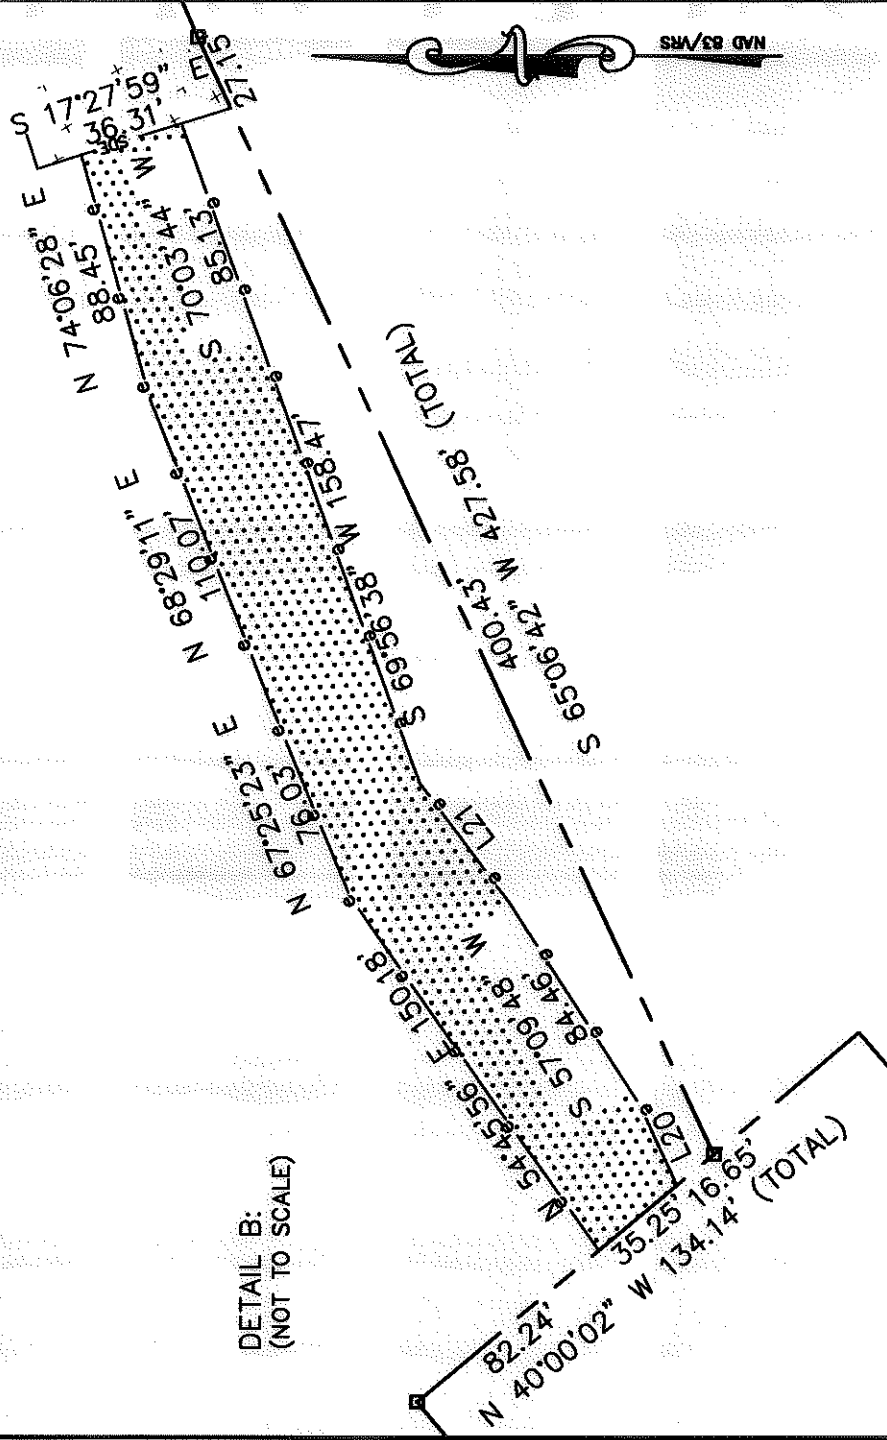 DETAIL B:
(NOT TO SCALE)
N 54°45'56" E 150.18'
N 67°25'23" E
76.03'
N 68°29'11" E
110.07'
N 74°06'28" E
88.45'
S 17°27'59" E
36.31'
SDE
27.15
S 70°03'44" W
85.13'
S 69°56'38" W 158.47'
L21
S 57°09'48" W
84.46'
L20
400.43'
S 65°06'42" W 427.58' (TOTAL)
82.24'
35.25'
16.65'
N 40°00'02" W 134.14' (TOTAL)
NAD 83/VRS